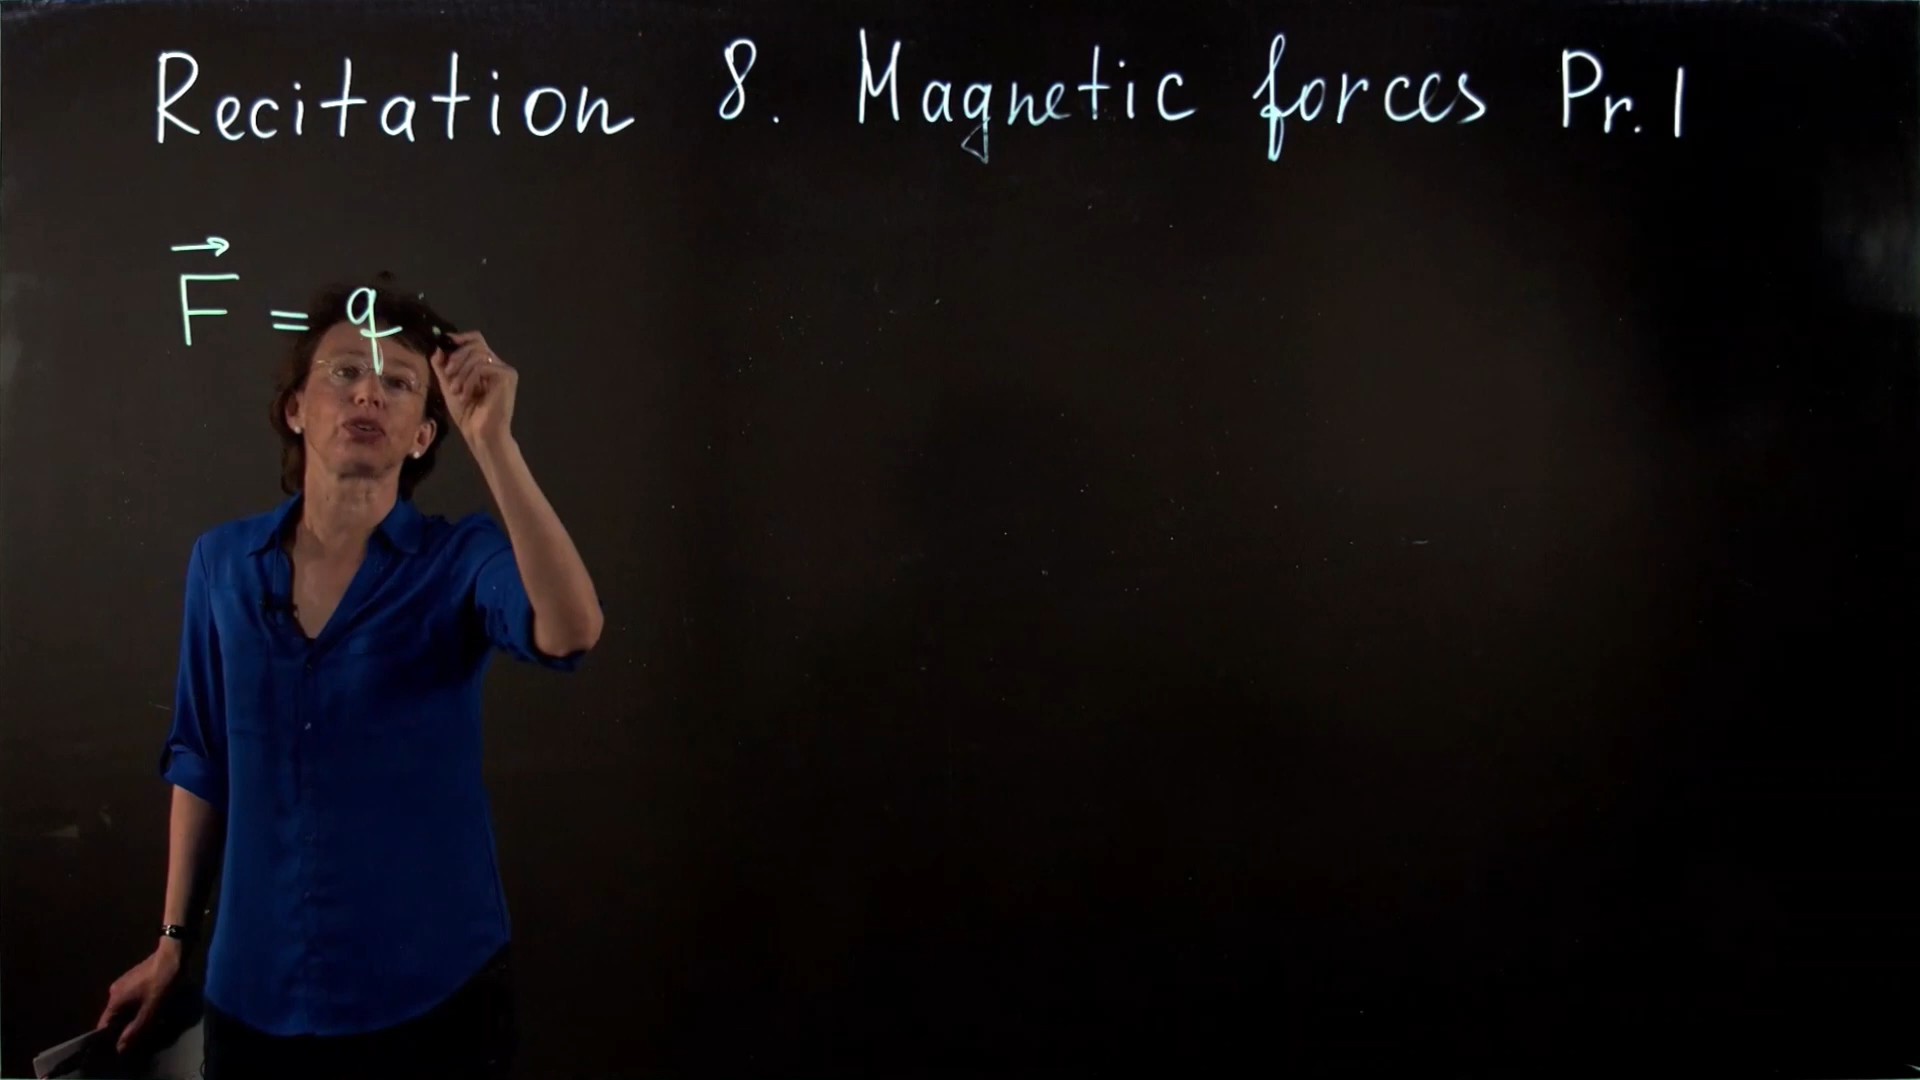 Recitation 8. Magnetic forces Pr. 1
F⃗ = q